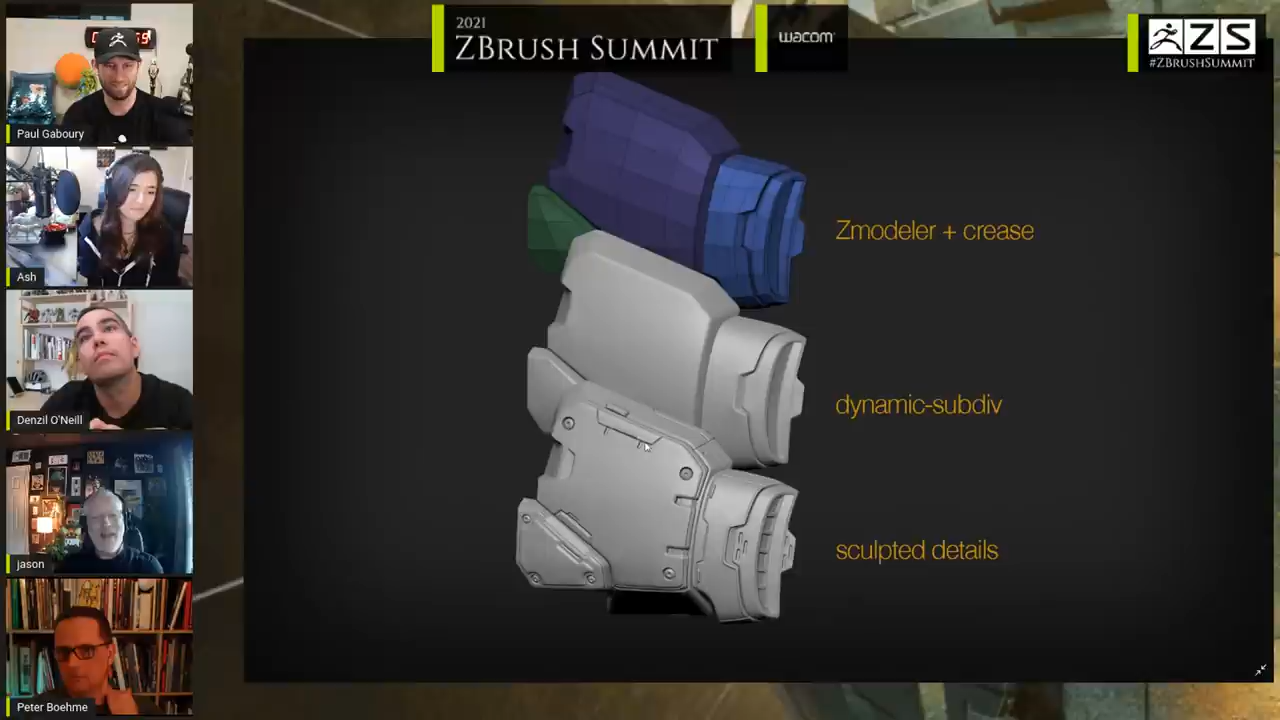 2021
ZBRUSH SUMMIT
wacom
ZS
#ZBRUSHSUMMIT
Paul Gaboury
Ash
Denzil O'Neill
jason
Peter Boehme
Zmodeler + crease
dynamic-subdiv
sculpted details